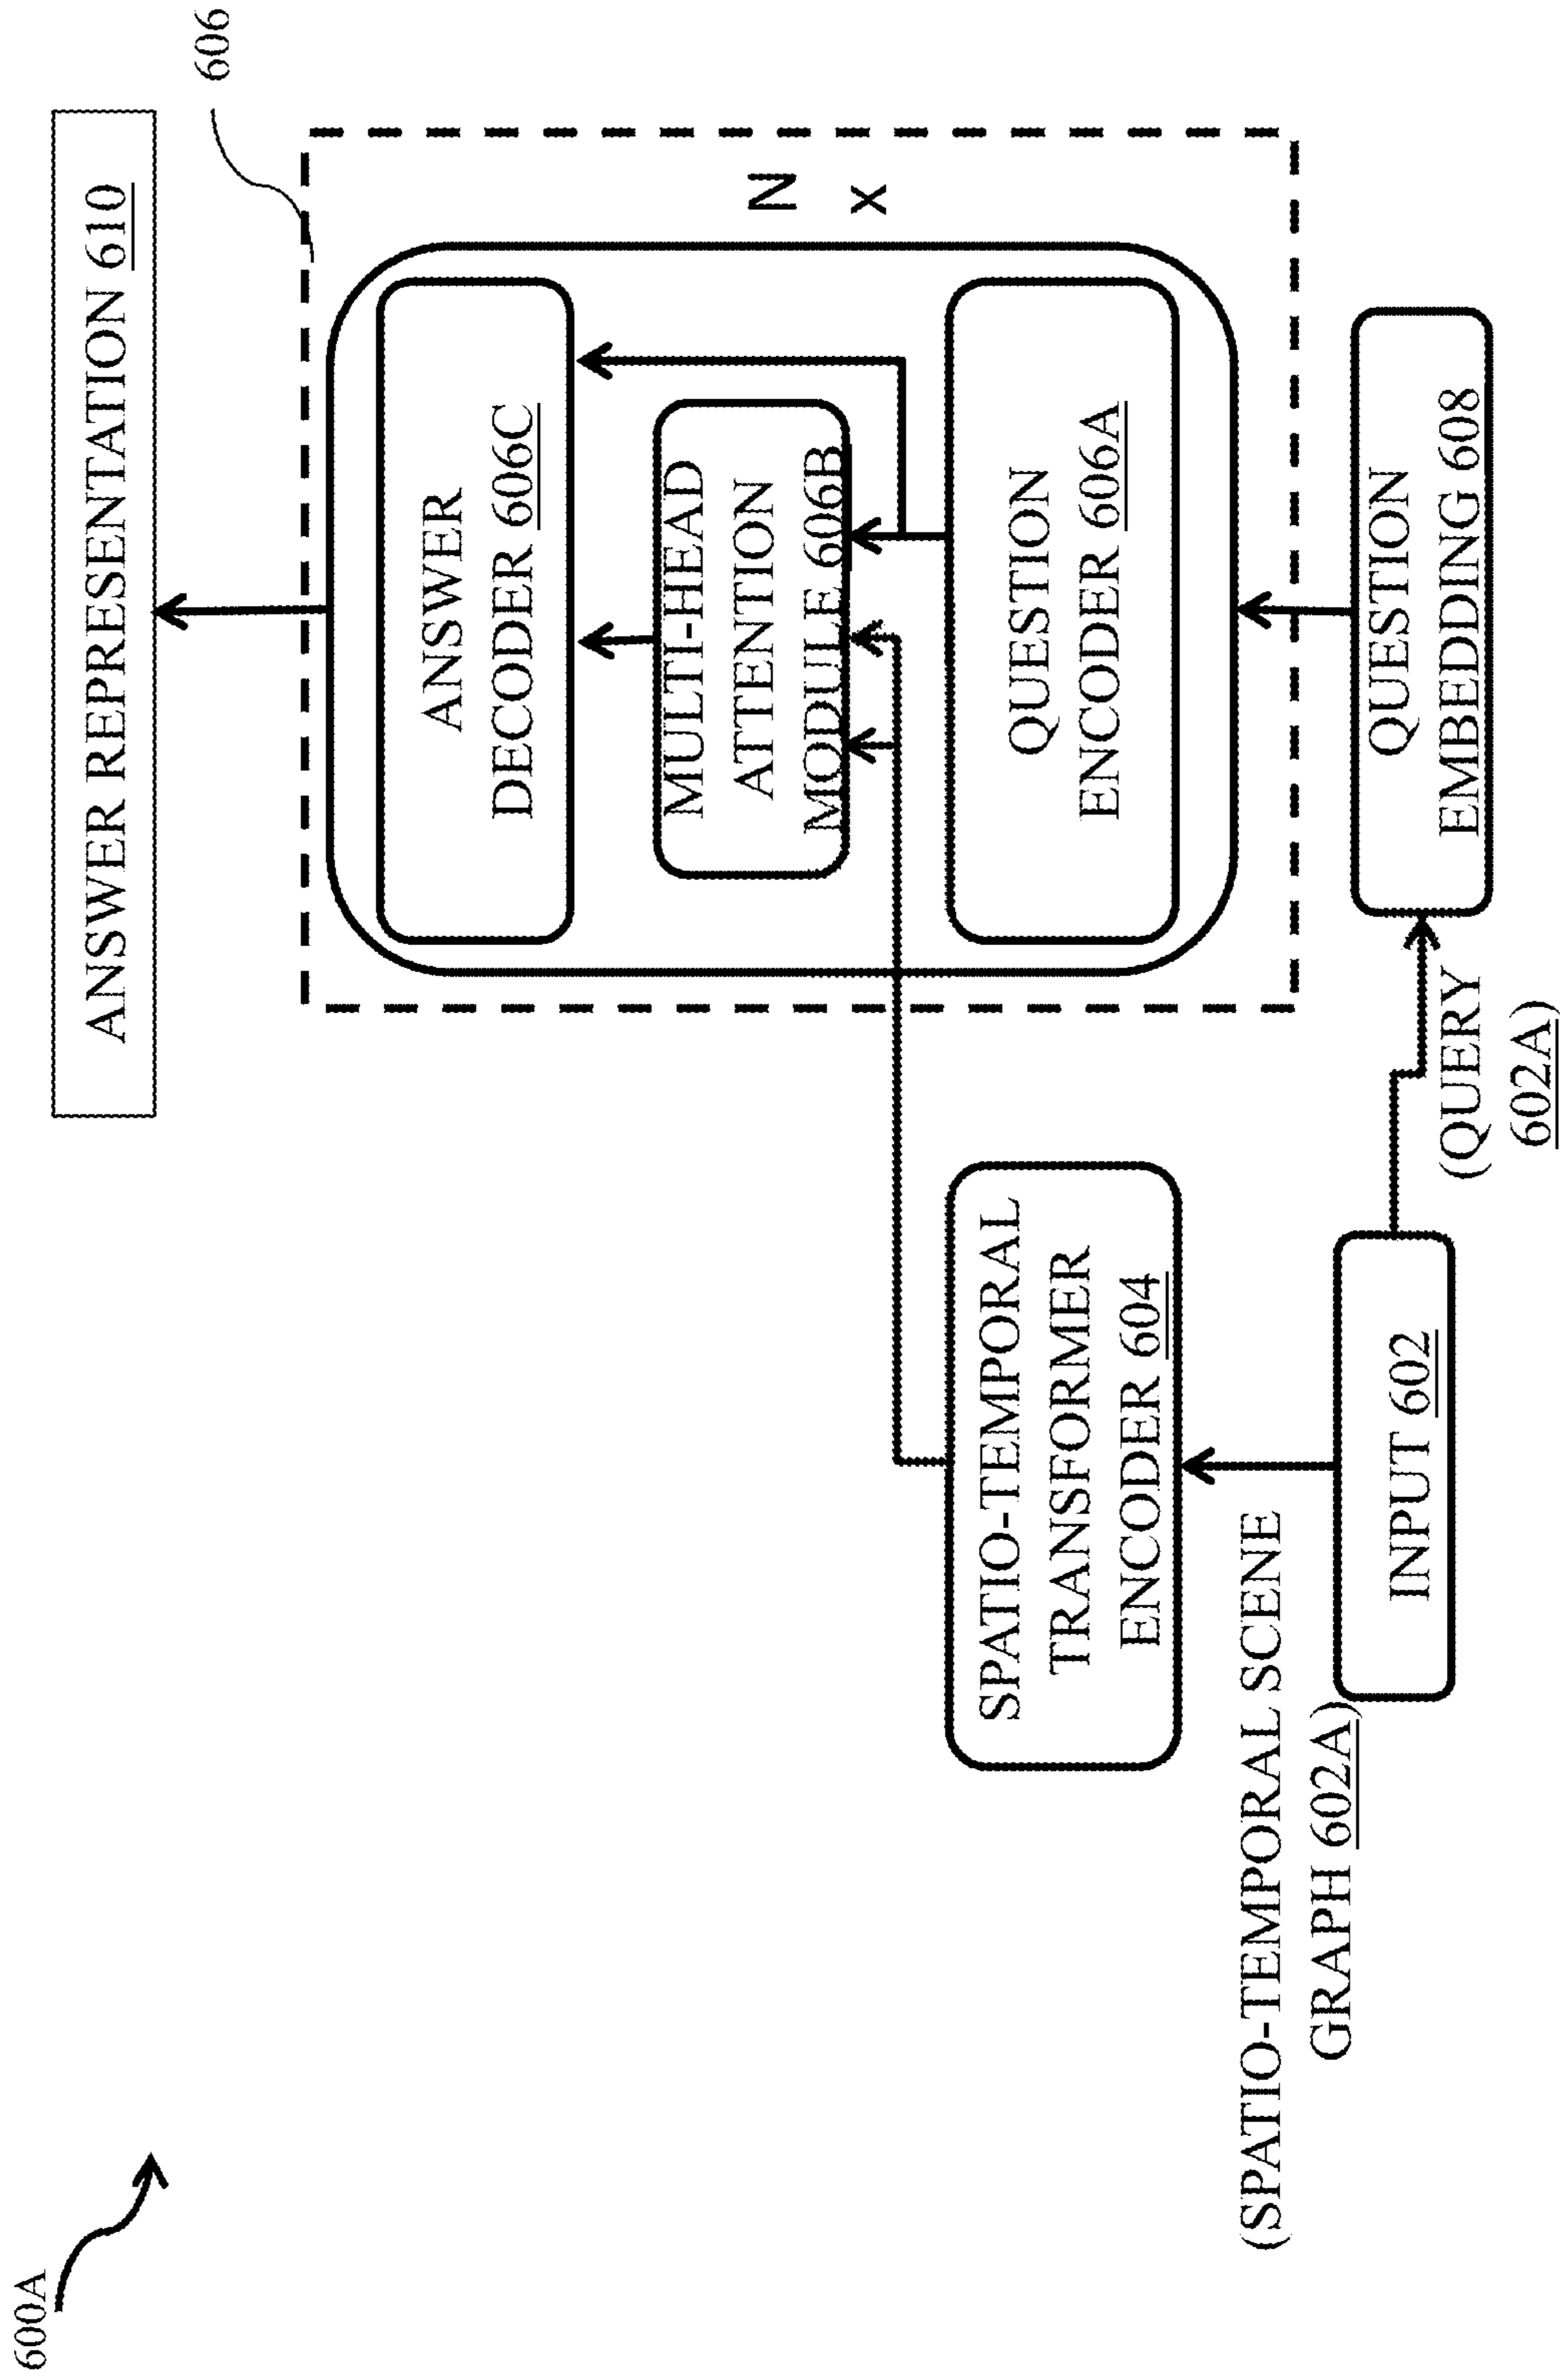 600A
ANSWER REPRESENTATION 610
606
ANSWER
DECODER 606C
MULTI-HEAD
ATTENTION
MODULE 606B
N
x
QUESTION
ENCODER 606A
SPATIO-TEMPORAL
TRANSFORMER
ENCODER 604
(SPATIO-TEMPORAL SCENE
GRAPH 602A)
INPUT 602
(QUERY
602A)
QUESTION
EMBEDDING 608